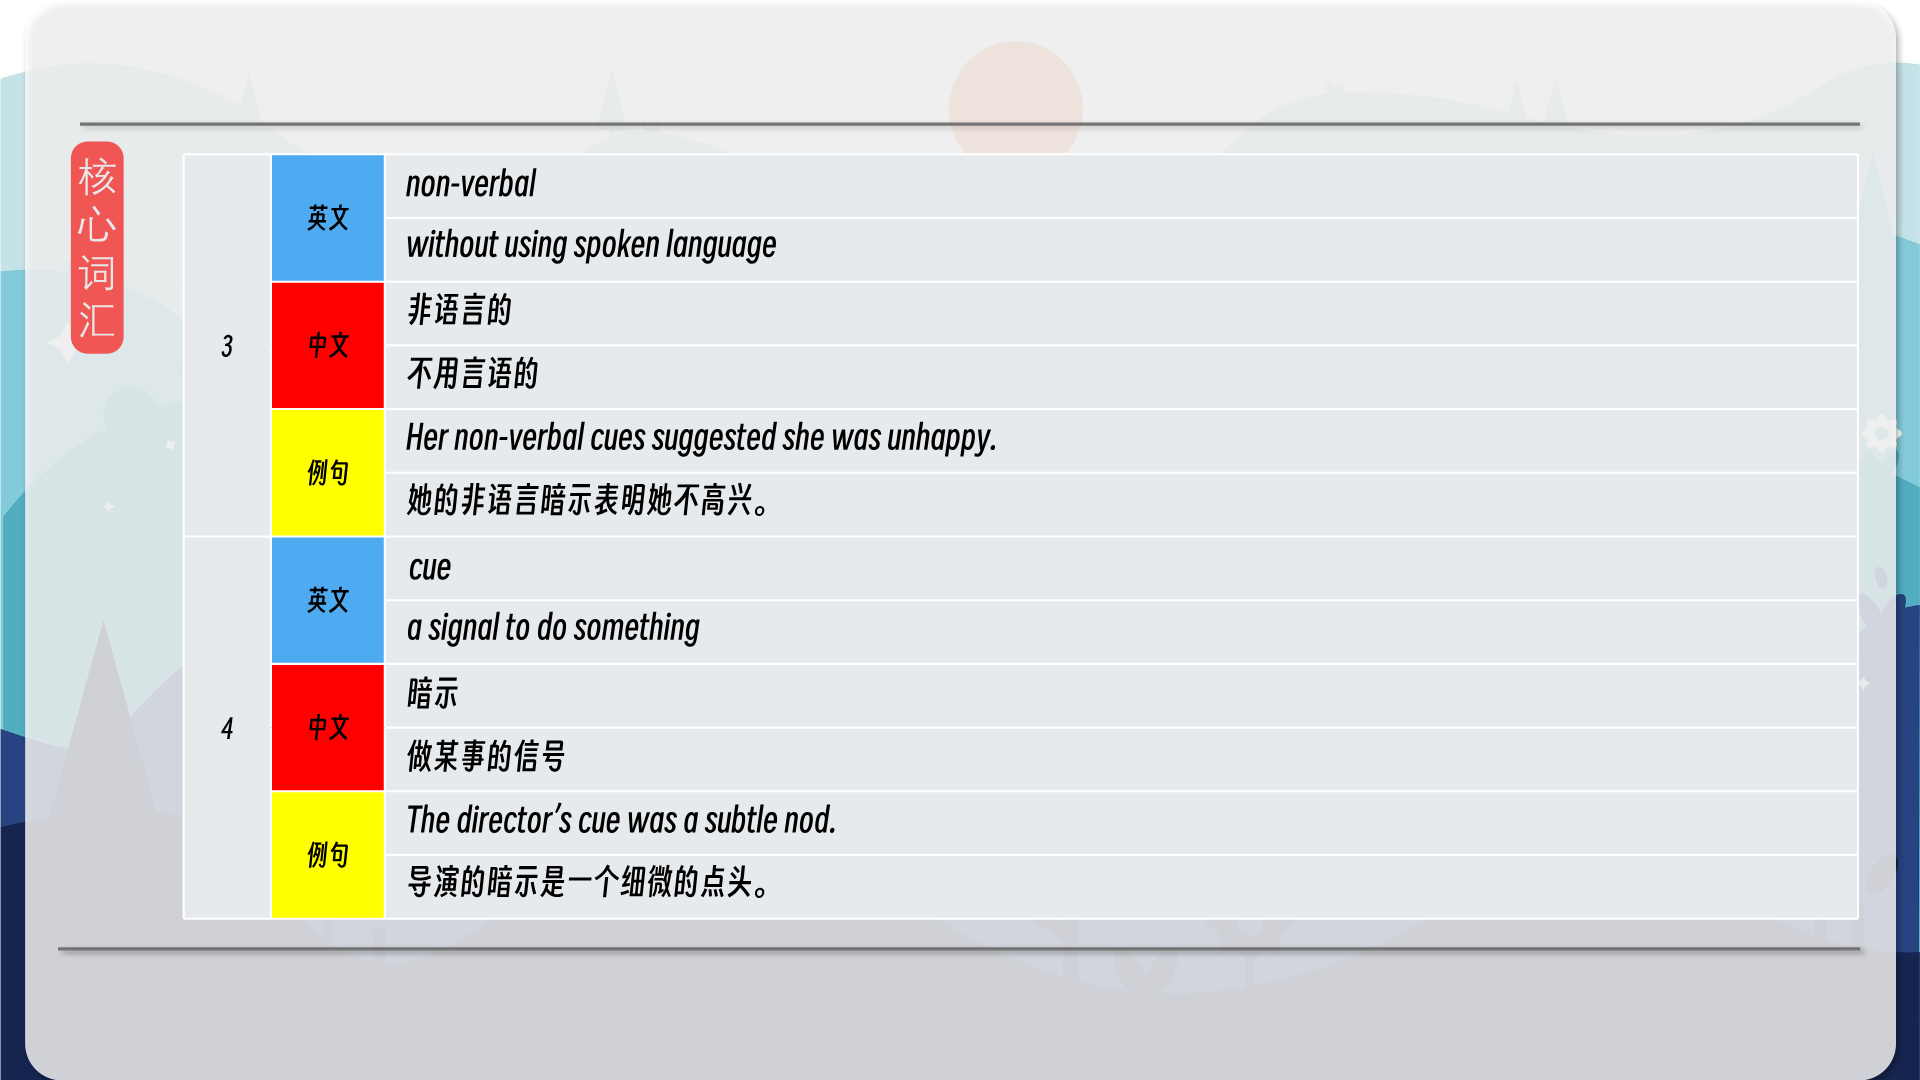 核心词汇
3
英文
non-verbal
without using spoken language
中文
非语言的
不用言语的
例句
Her non-verbal cues suggested she was unhappy.
她的非语言暗示表明她不高兴。
4
英文
cue
a signal to do something
中文
暗示
做某事的信号
例句
The director’s cue was a subtle nod.
导演的暗示是一个细微的点头。